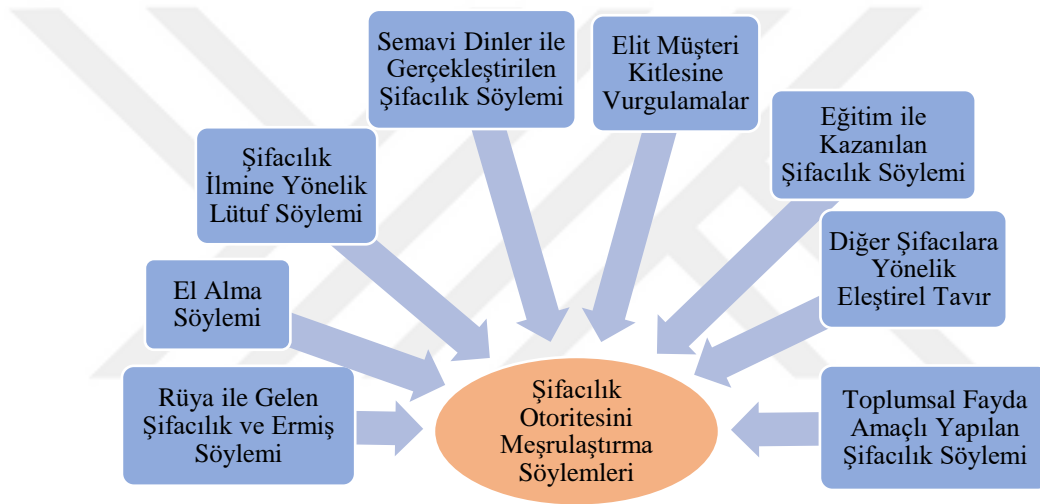 Semavi Dinler ile
Gerçekleştirilen
Şifacılık Söylemi
Elit Müşteri
Kitlesine
Vurgulamalar
Eğitim ile
Kazanılan
Şifacılık Söylemi
Şifacılık
İlmine Yönelik
Lütuf Söylemi
Diğer Şifacılara
Yönelik
Eleştirel Tavır
El Alma
Söylemi
Rüya ile Gelen
Şifacılık ve Ermiş
Söylemi
Şifacılık
Otoritesini
Meşrulaştırma
Söylemleri
Toplumsal Fayda
Amaçlı Yapılan
Şifacılık Söylemi